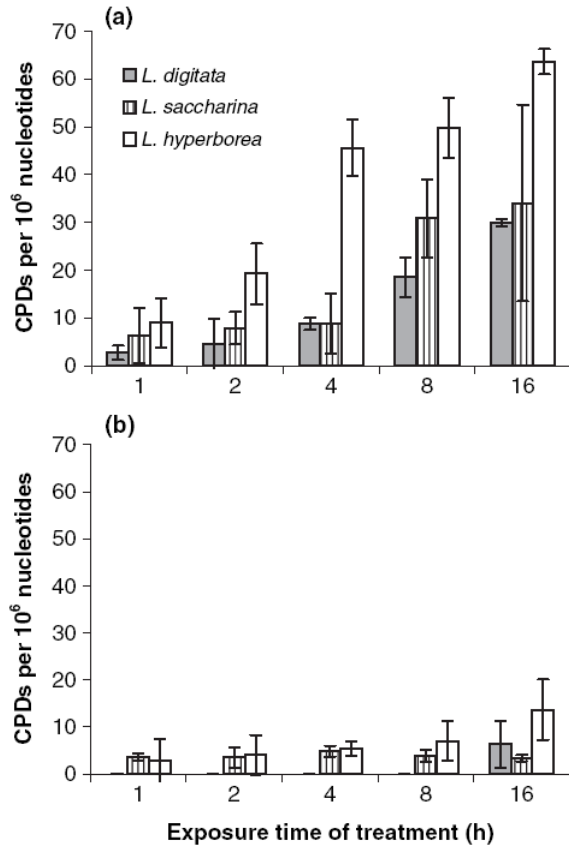 (a)
70
60
50
40
30
20
10
0
CPDs per 10⁶ nucleotides
L. digitata
L. saccharina
L. hyperborea
1 2 4 8 16
(b)
70
60
50
40
30
20
10
0
CPDs per 10⁶ nucleotides
1 2 4 8 16
Exposure time of treatment (h)